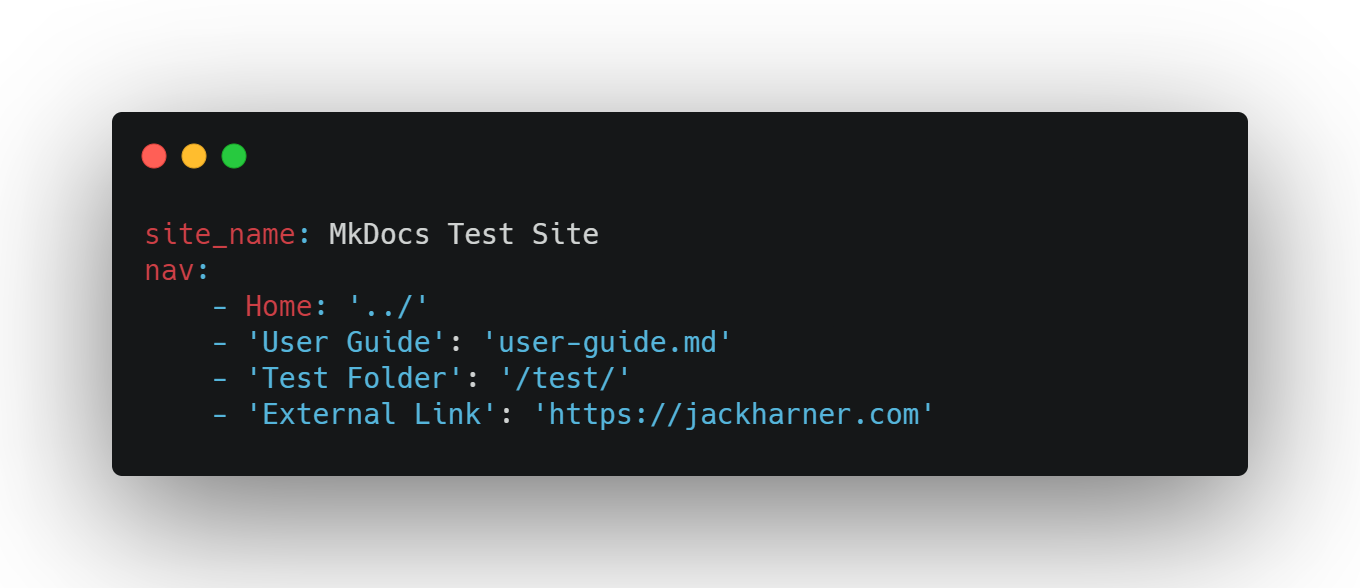 site_name: MkDocs Test Site
nav:
    - Home: '../'
    - 'User Guide': 'user-guide.md'
    - 'Test Folder': '/test/'
    - 'External Link': 'https://jackharner.com'